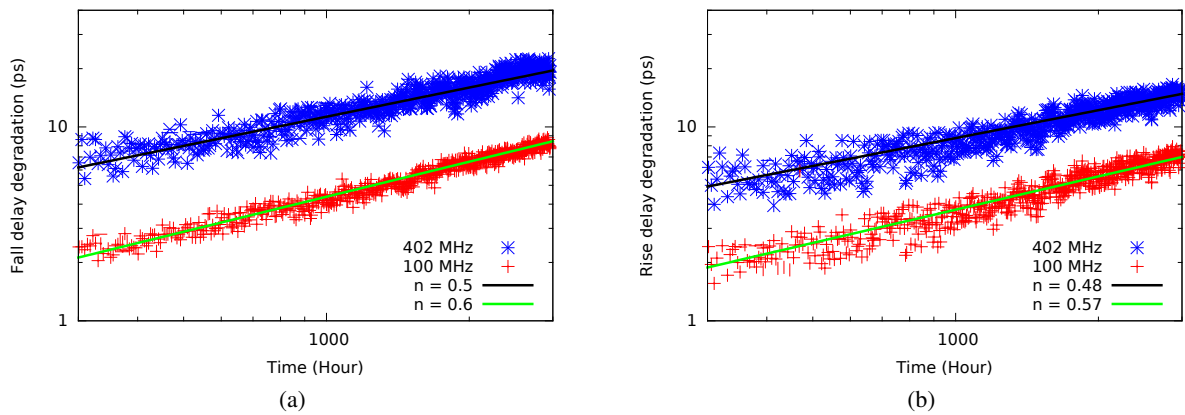 Fall delay degradation (ps)
10
1
1000
Time (Hour)
402 MHz
100 MHz
n = 0.5
n = 0.6
(a)
Rise delay degradation (ps)
10
1
1000
Time (Hour)
402 MHz
100 MHz
n = 0.48
n = 0.57
(b)